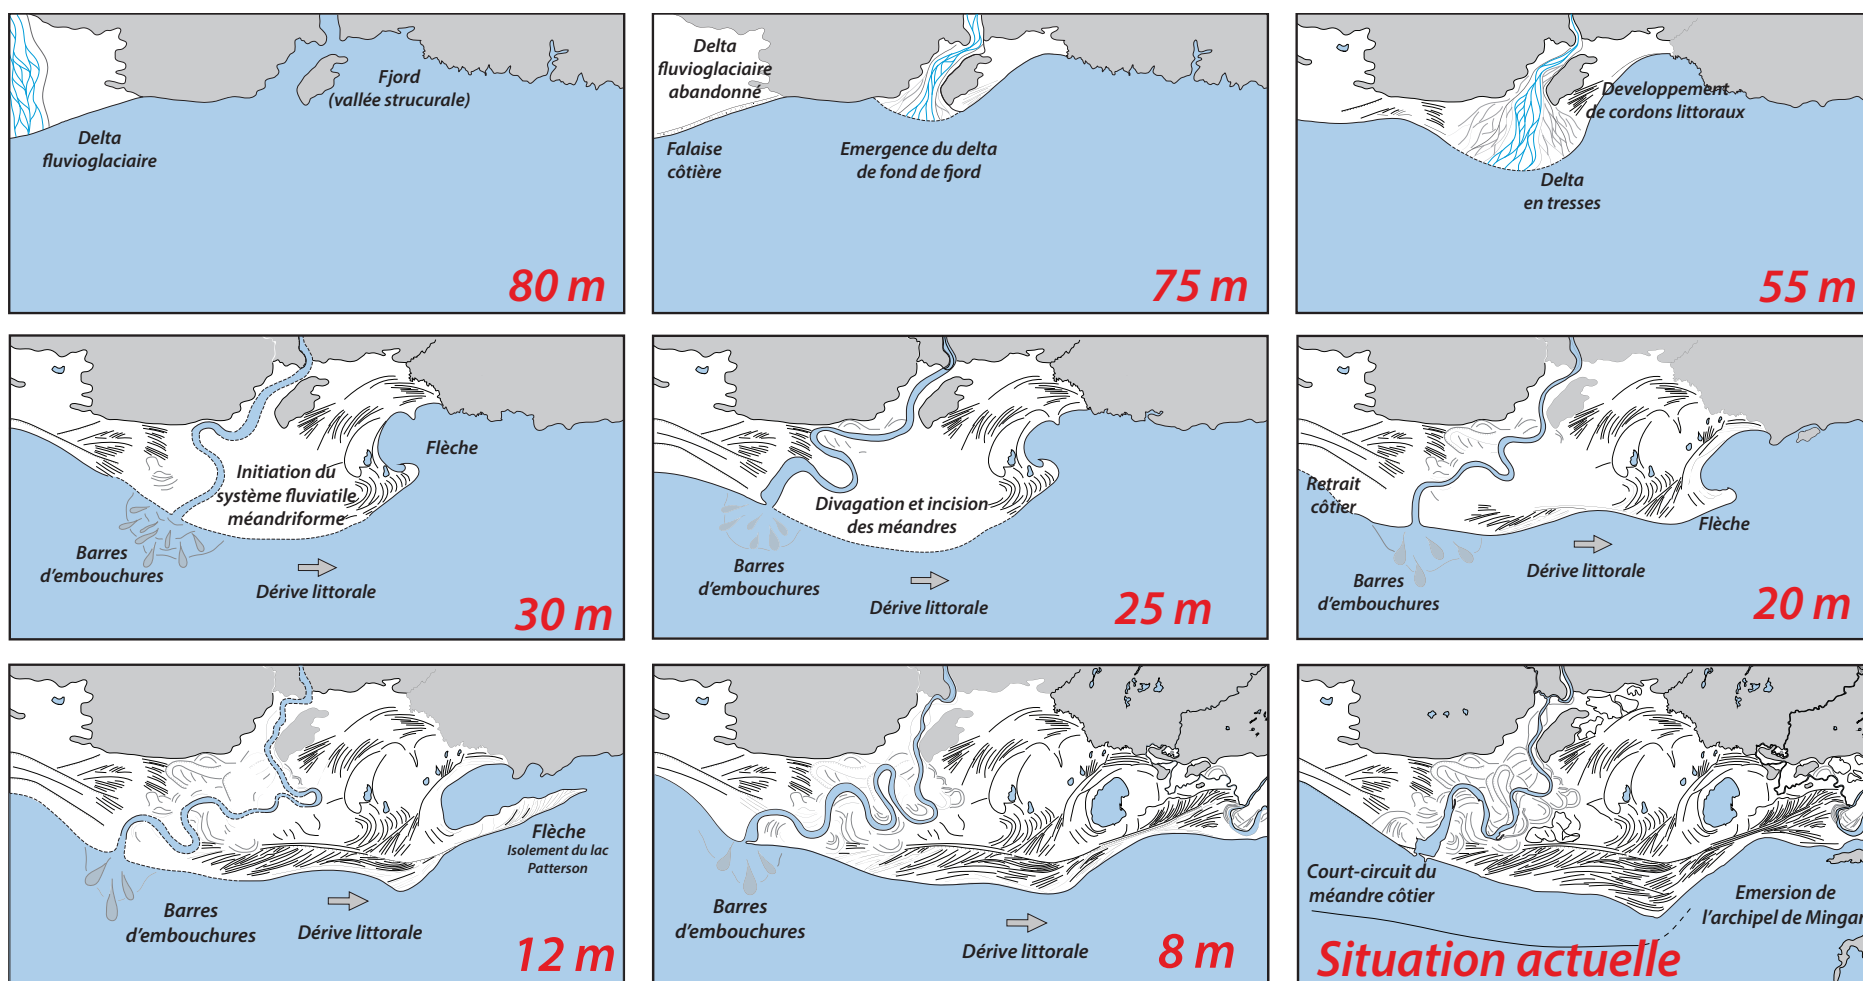 Fjord
(vallée strucurale)
Delta
fluvioglaciaire
80 m
Delta
fluvioglaciaire
abandonné
Falaise
côtière
Emergence du delta
de fond de fjord
75 m
Developpement
de cordons littoraux
Delta
en tresses
55 m
Flèche
Initiation du
système fluviatile
méandriforme
Barres
d'embouchures
Dérive littorale
30 m
Divagation et incision
des méandres
Barres
d'embouchures
Dérive littorale
25 m
Retrait
côtier
Flèche
Barres
d'embouchures
Dérive littorale
20 m
Flèche
Isolement du lac
Patterson
Barres
d'embouchures
Dérive littorale
12 m
Barres
d'embouchures
Dérive littorale
8 m
Court-circuit du
méandre côtier
Emersion de
l'archipel de Mingan
Situation actuelle